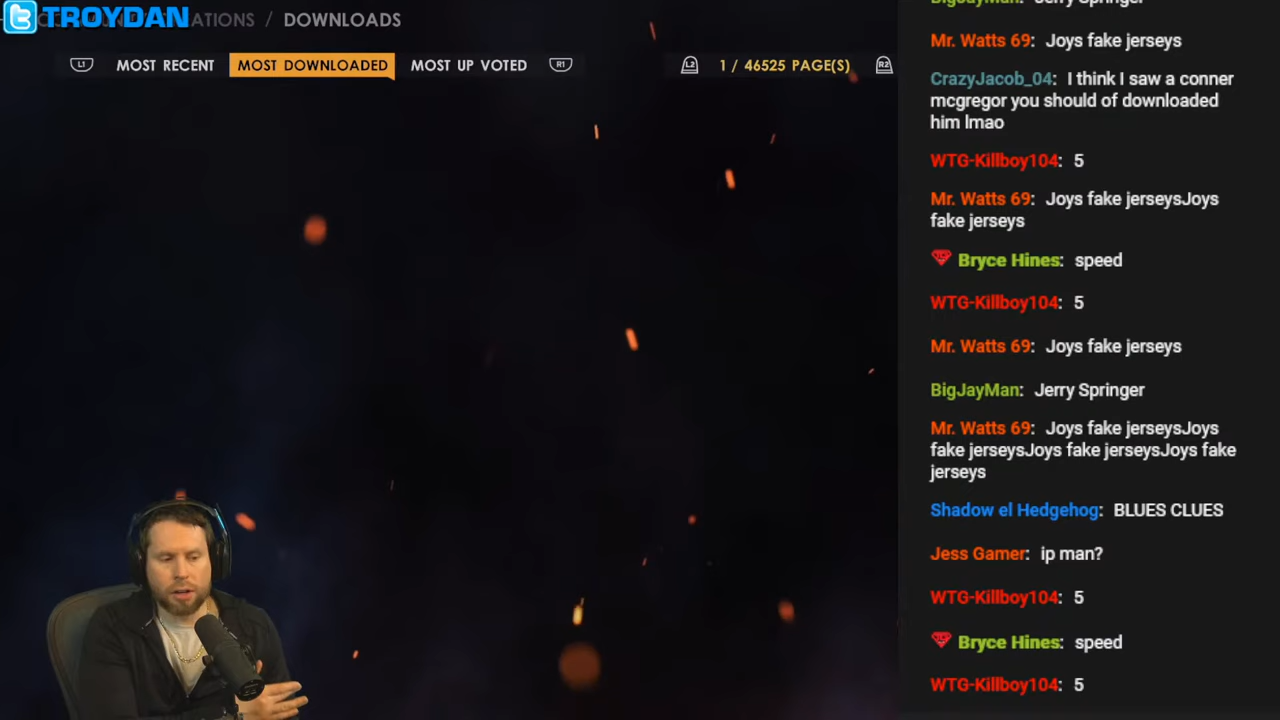 TROYDAN
ATIONS / DOWNLOADS
L1 MOST RECENT MOST DOWNLOADED MOST UP VOTED R1 L2 1 / 46525 PAGE(S) R2
BigJayMan: Jerry Springer
Mr. Watts 69: Joys fake jerseys
CrazyJacob_04: I think I saw a conner
mcgregor you should of downloaded
him lmao
WTG-Killboy104: 5
Mr. Watts 69: Joys fake jerseysJoys
fake jerseys
Bryce Hines: speed
WTG-Killboy104: 5
Mr. Watts 69: Joys fake jerseys
BigJayMan: Jerry Springer
Mr. Watts 69: Joys fake jerseysJoys
fake jerseysJoys fake jerseysJoys fake
jerseys
Shadow el Hedgehog: BLUES CLUES
Jess Gamer: ip man?
WTG-Killboy104: 5
Bryce Hines: speed
WTG-Killboy104: 5